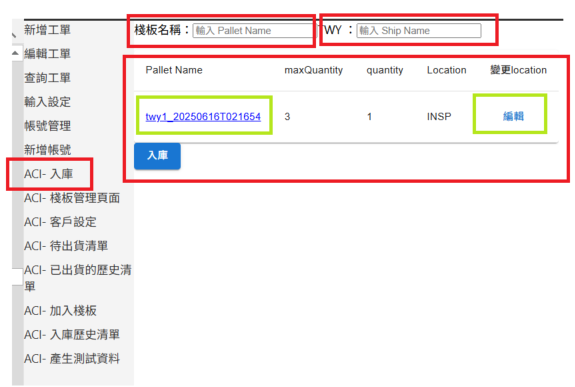 新增工單
編輯工單
查詢工單
輸入設定
帳號管理
新增帳號
ACI- 入庫
ACI- 棧板管理頁面
ACI- 客戶設定
ACI- 待出貨清單
ACI- 已出貨的歷史清
單
ACI- 加入棧板
ACI- 入庫歷史清單
ACI- 產生測試資料
棧板名稱：輸入 Pallet Name WY ：輸入 Ship Name
Pallet Name maxQuantity quantity Location 變更location
twy1_20250616T021654 3 1 INSP 編輯
入庫